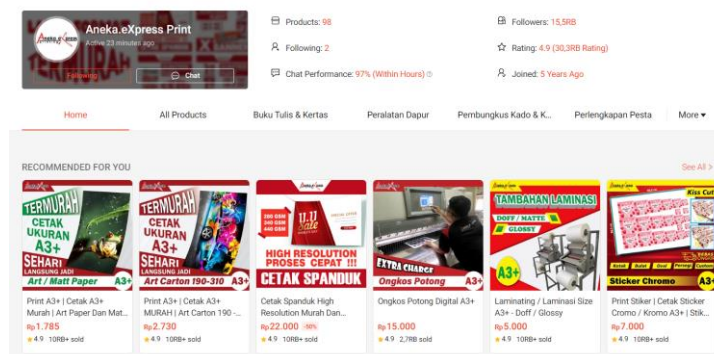 Aneka.eXpress Print
Active 23 minutes ago
Following
Chat
Products: 98
Following: 2
Chat Performance: 97% (Within Hours)
Followers: 15,5RB
Rating: 4.9 (30,3RB Rating)
Joined: 5 Years Ago
Home
All Products
Buku Tulis & Kertas
Peralatan Dapur
Pembungkus Kado & K...
Perlengkapan Pesta
More
RECOMMENDED FOR YOU
See All >
TERMURAH
CETAK
UKURAN
A3+
SEHARI
LANGSUNG JADI
Art / Matt Paper
A3+
Print A3+ | Cetak A3+
Murah | Art Paper Dan Mat...
Rp1.785
4.9 10RB+ sold
TERMURAH
CETAK
UKURAN
A3+
SEHARI
LANGSUNG JADI
Art Carton 190-310
A3+
Print A3+ | Cetak A3+
MURAH | Art Carton 190 -...
Rp2.730
4.9 10RB+ sold
280 GSM
340 GSM
440 GSM
U.U
Sale
HIGH RESOLUTION
PROSES CEPAT !!!
CETAK SPANDUK
Cetak Spanduk High
Resolution Murah Dan...
Rp22.000 -50%
4.9 10RB+ sold
EXTRA CHARGE
Ongkos Potong
A3+
Ongkos Potong Digital A3+
Rp15.000
4.9 2,7RB sold
TAMBAHAN LAMINASI
DOFF / MATTE
GLOSSY
A3+
Laminating / Laminasi Size
A3+ - Doff / Glossy
Rp5.000
4.9 10RB+ sold
Kiss Cut
Sticker Chromo
A3+
Print Stiker | Cetak Sticker
Cromo / Kromo A3+ | Stik...
Rp7.000
4.9 10RB+ sold